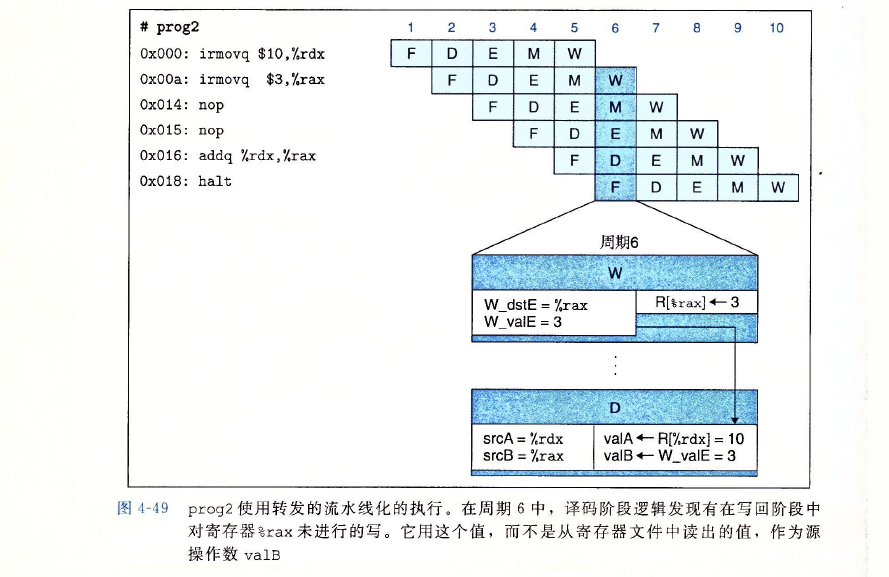 # prog2
1 2 3 4 5 6 7 8 9 10
0x000: irmovq $10,%rdx F D E M W
0x00a: irmovq $3,%rax F D E M W
0x014: nop F D E M W
0x015: nop F D E M W
0x016: addq %rdx,%rax F D E M W
0x018: halt F D E M W
周期6
W
W_dstE = %rax R[%rax] ← 3
W_valE = 3
D
srcA = %rdx valA ← R[%rdx] = 10
srcB = %rax valB ← W_valE = 3
图 4-49 prog2 使用转发的流水线化的执行。在周期 6 中，译码阶段逻辑发现有在写回阶段中
对寄存器%rax 未进行的写。它用这个值，而不是从寄存器文件中读出的值，作为源
操作数 valB